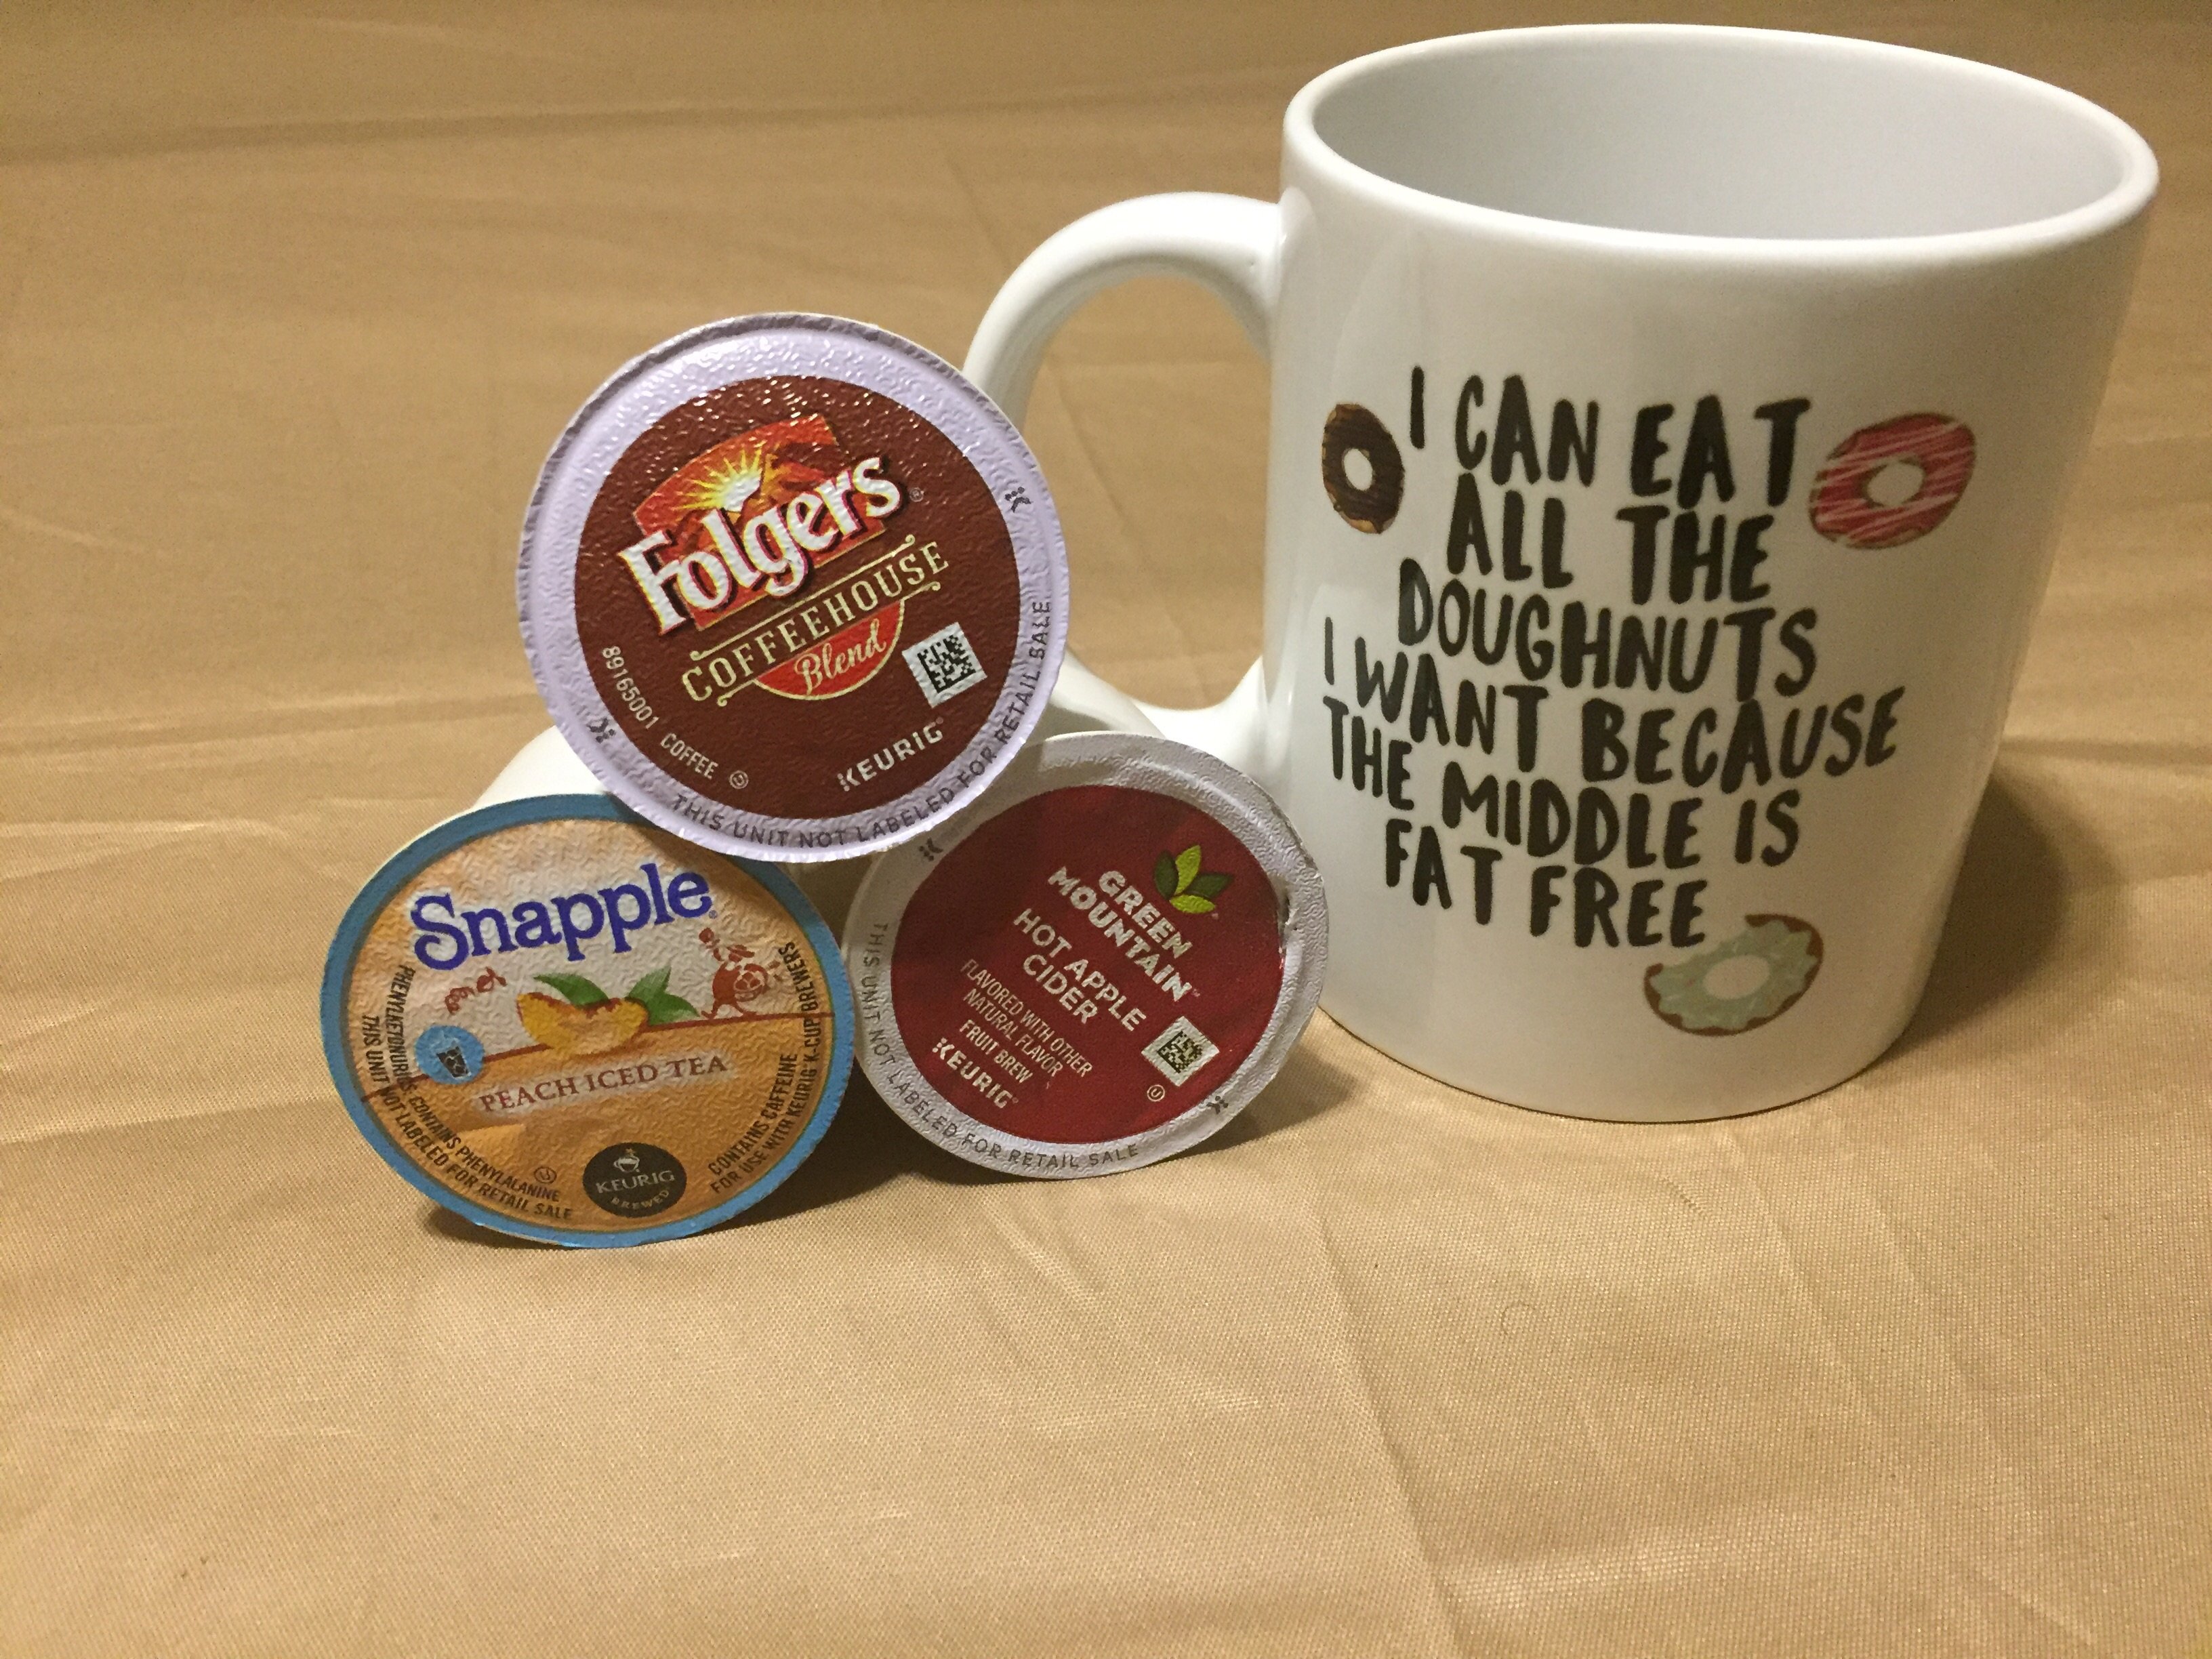 Folgers®
COFFEEHOUSE
Blend
89165001 COFFEE
KEURIG®
THIS UNIT NOT LABELED FOR RETAIL SALE
Snapple®
PEACH ICED TEA
PHENYLKETONURICS: CONTAINS PHENYLALANINE
THIS UNIT NOT LABELED FOR RETAIL SALE
KEURIG
BREWED
CONTAINS CAFFEINE
FOR USE WITH KEURIG® K-CUP BREWERS
GREEN
MOUNTAIN™
HOT APPLE
CIDER
FLAVORED WITH OTHER
NATURAL FLAVOR
FRUIT BREW
KEURIG®
THIS UNIT NOT LABELED FOR RETAIL SALE
I CAN EAT
ALL THE
DOUGHNUTS
I WANT BECAUSE
THE MIDDLE IS
FAT FREE